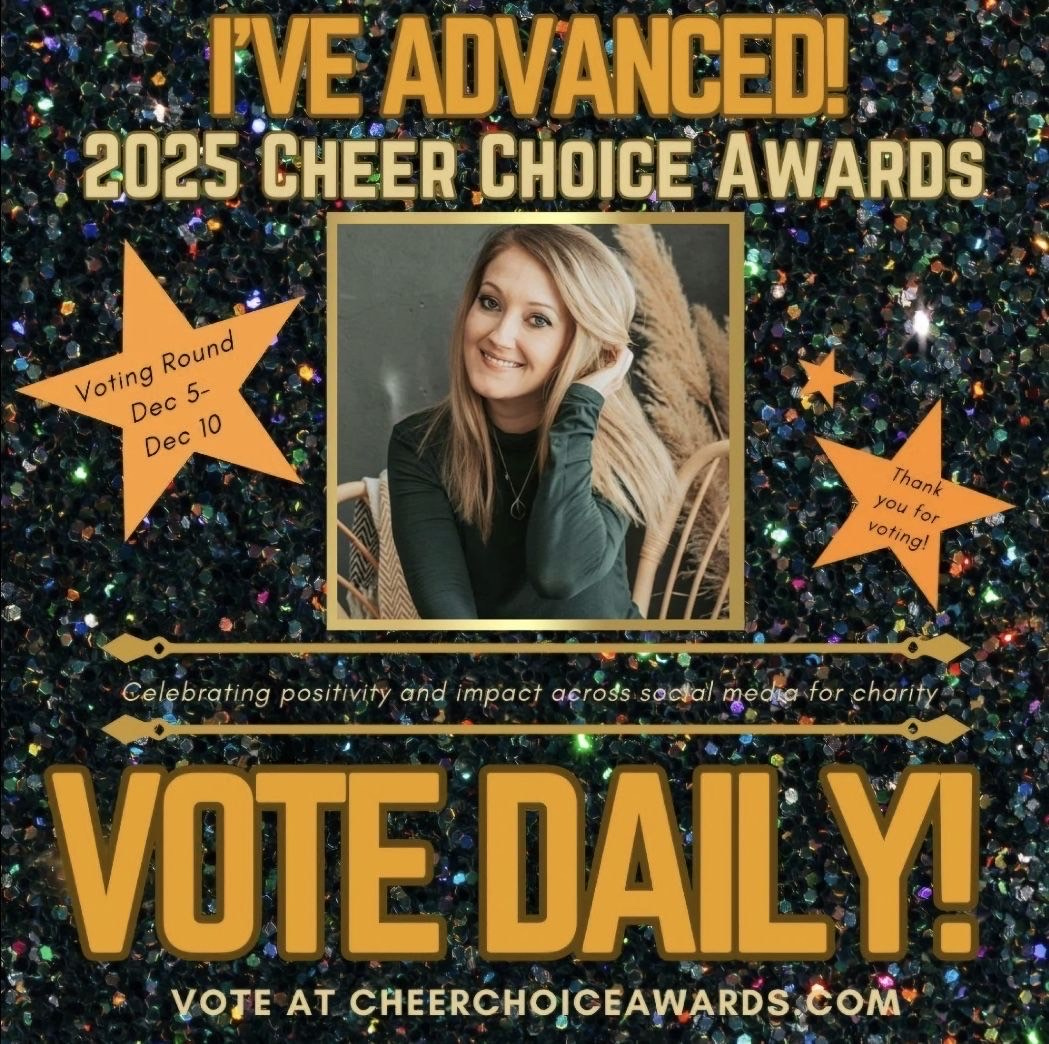 I'VE ADVANCED!
2025 CHEER CHOICE AWARDS
Voting Round
Dec 5-
Dec 10
Thank
you for
voting!
Celebrating positivity and impact across social media for charity
VOTE DAILY!
VOTE AT CHEERCHOICEAWARDS.COM